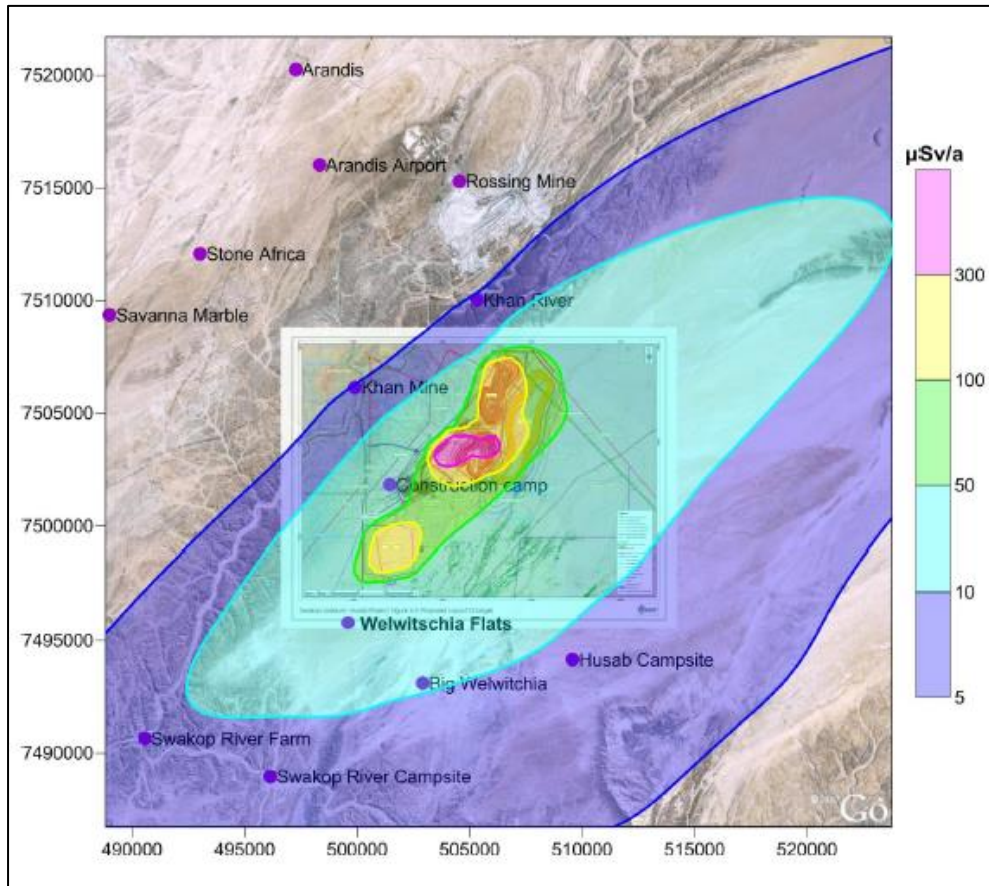 7520000
7515000
7510000
7505000
7500000
7495000
7490000
490000
495000
500000
505000
510000
515000
520000
Arandis
Arandis Airport
Rossing Mine
Stone Africa
Khan River
Savanna Marble
Khan Mine
Construction camp
Welwitschia Flats
Husab Campsite
Big Welwitchia
Swakop River Farm
Swakop River Campsite
Go
µSv/a
300
100
50
10
5